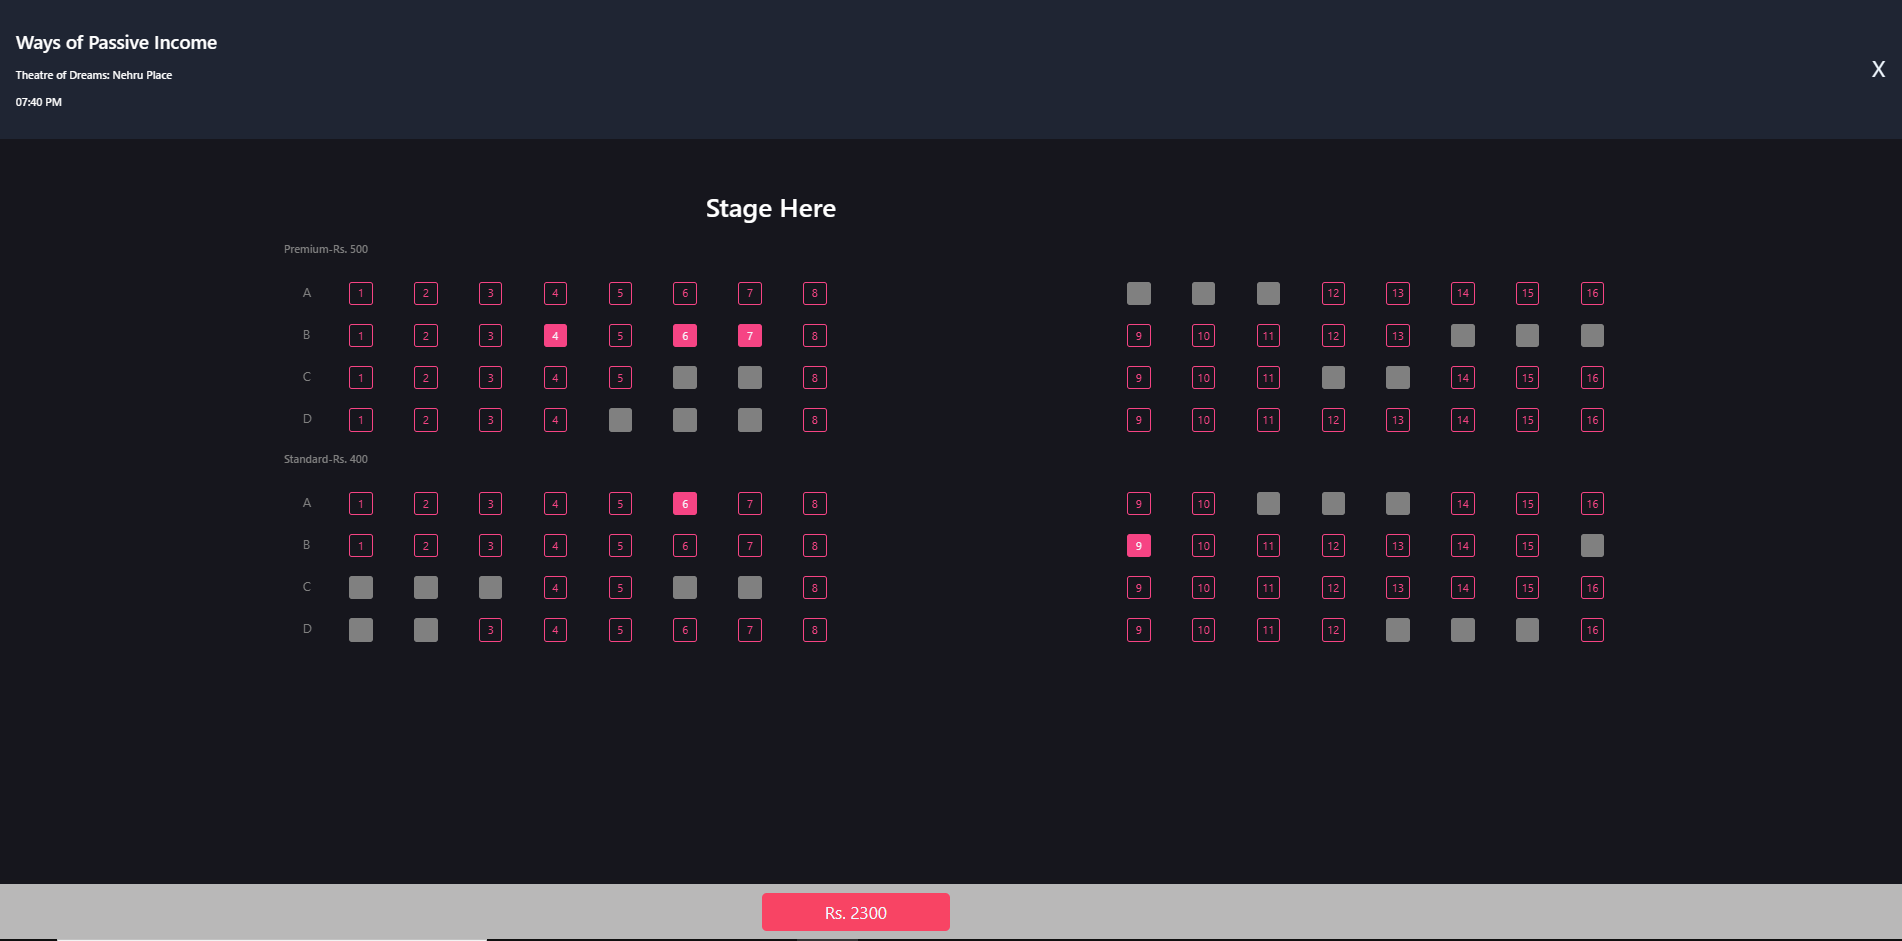 Ways of Passive Income
Theatre of Dreams: Nehru Place
07:40 PM
X
Stage Here
Premium-Rs. 500
A 1 2 3 4 5 6 7 8 12 13 14 15 16
B 1 2 3 4 5 6 7 8 9 10 11 12 13
C 1 2 3 4 5 8 9 10 11 14 15 16
D 1 2 3 4 8 9 10 11 12 13 14 15 16
Standard-Rs. 400
A 1 2 3 4 5 6 7 8 9 10 14 15 16
B 1 2 3 4 5 6 7 8 9 10 11 12 13 14 15
C 4 5 8 9 10 11 12 13 14 15 16
D 3 4 5 6 7 8 9 10 11 12 16
Rs. 2300